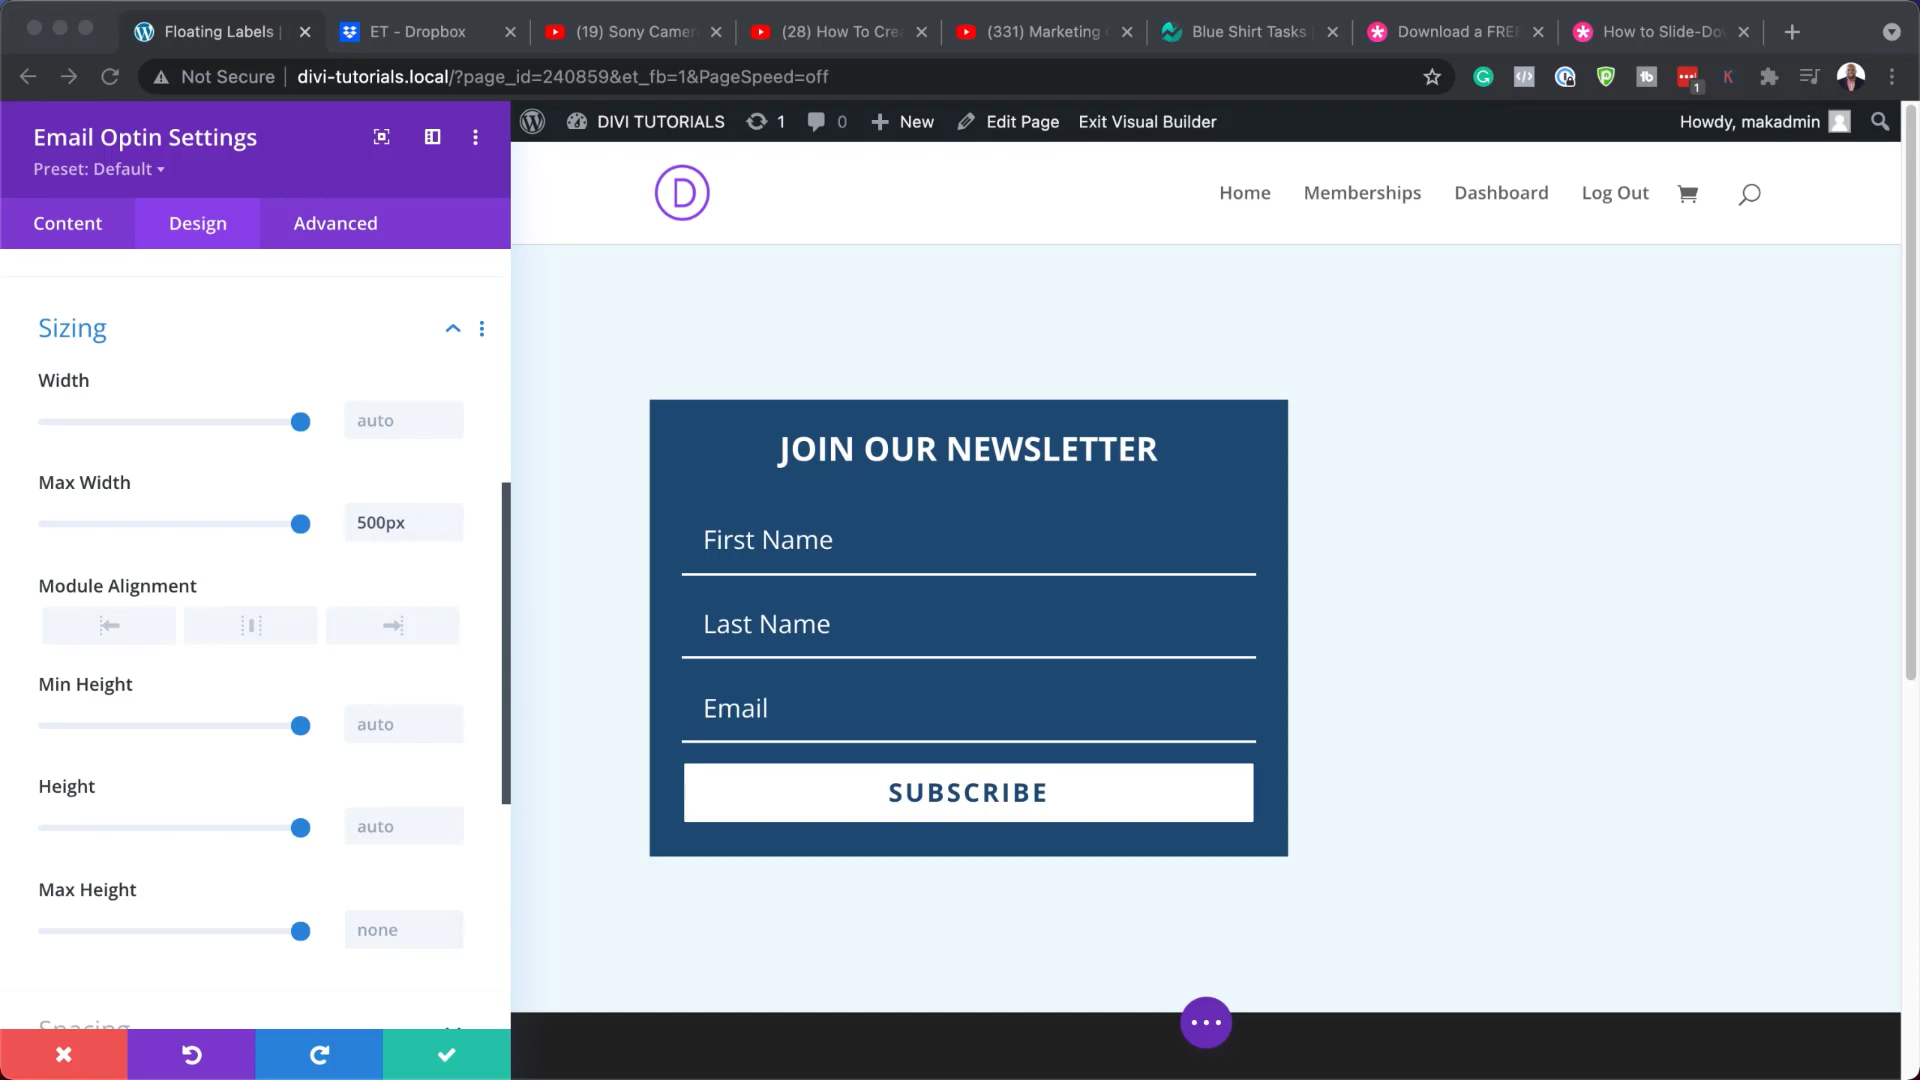 Floating Labels
ET - Dropbox
(19) Sony Camer
(28) How To Cre
(331) Marketing
Blue Shirt Tasks
Download a FREE
How to Slide-Dov
Not Secure
divi-tutorials.local/?page_id=240859&et_fb=1&PageSpeed=off
1
Email Optin Settings
Preset: Default
Content
Design
Advanced
DIVI TUTORIALS
1
0
New
Edit Page
Exit Visual Builder
Howdy, makadmin
D
Home
Memberships
Dashboard
Log Out
Sizing
Width
auto
Max Width
500px
Module Alignment
Min Height
auto
Height
auto
Max Height
none
Spacing
JOIN OUR NEWSLETTER
First Name
Last Name
Email
SUBSCRIBE